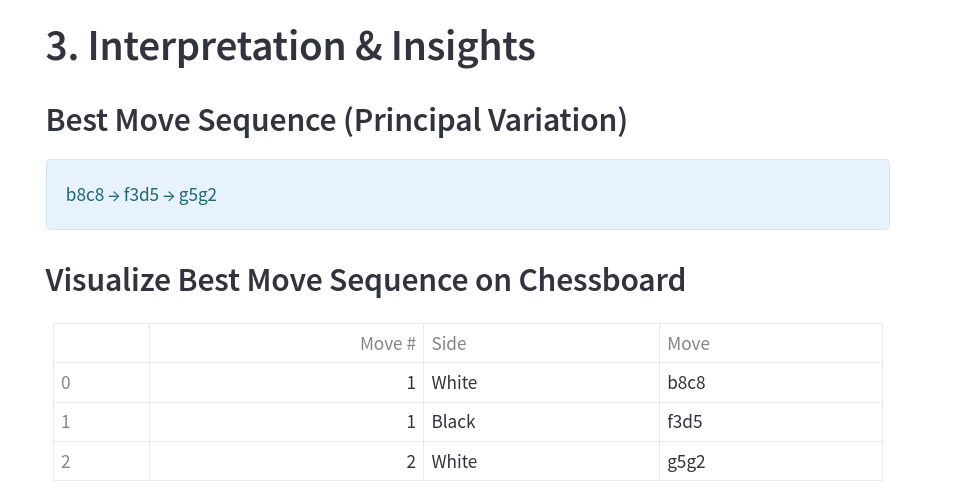 3. Interpretation & Insights
Best Move Sequence (Principal Variation)
b8c8 → f3d5 → g5g2
Visualize Best Move Sequence on Chessboard
Move # Side Move
0 1 White b8c8
1 1 Black f3d5
2 2 White g5g2